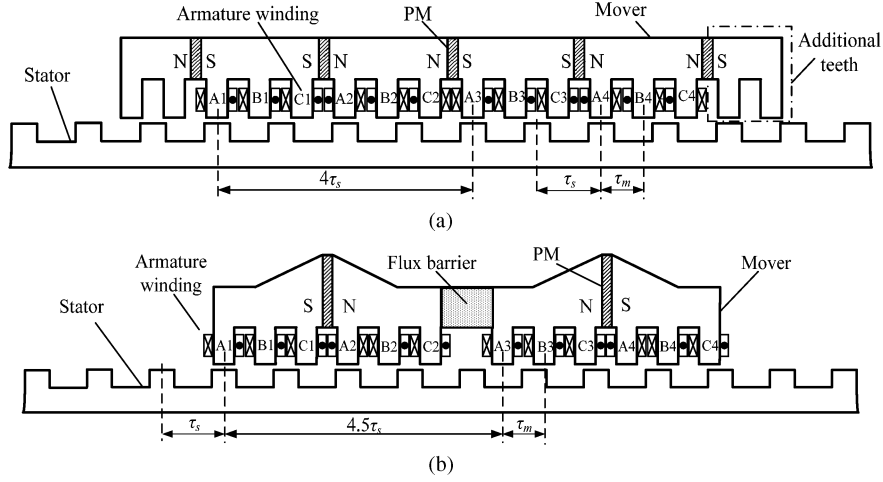 Armature winding
PM
Mover
Additional teeth
Stator
N S
S N
N S
S N
N S
A1 B1 C1 A2 B2 C2 A3 B3 C3 A4 B4 C4
4τs
τs
τm
(a)
Armature winding
Flux barrier
PM
Mover
Stator
S N
N S
A1 B1 C1 A2 B2 C2 A3 B3 C3 A4 B4 C4
τs
4.5τs
τm
(b)